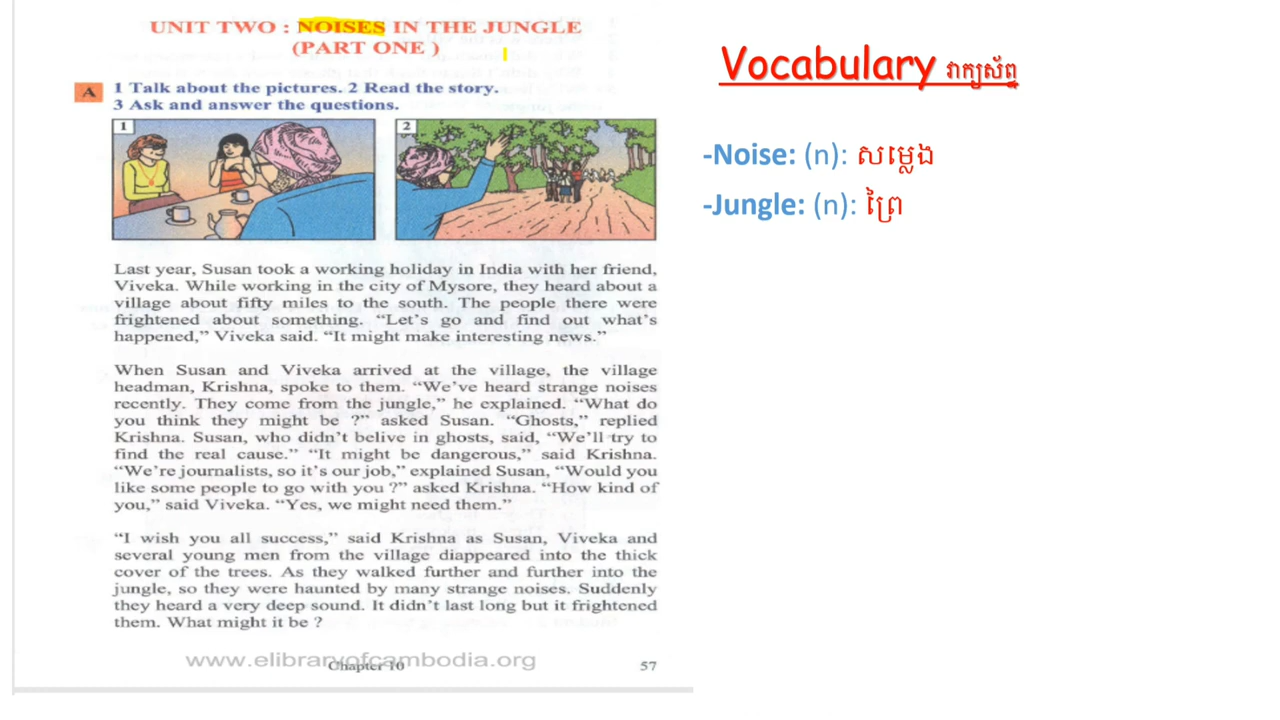 UNIT TWO : NOISES IN THE JUNGLE
(PART ONE )
A
1 Talk about the pictures. 2 Read the story.
3 Ask and answer the questions.
1
2
Last year, Susan took a working holiday in India with her friend,
Viveka. While working in the city of Mysore, they heard about a
village about fifty miles to the south. The people there were
frightened about something. “Let’s go and find out what’s
happened,” Viveka said. “It might make interesting news.”
When Susan and Viveka arrived at the village, the village
headman, Krishna, spoke to them. “We’ve heard strange noises
recently. They come from the jungle,” he explained. “What do
you think they might be ?” asked Susan. “Ghosts,” replied
Krishna. Susan, who didn’t belive in ghosts, said, “We’ll try to
find the real cause.” “It might be dangerous,” said Krishna.
“We’re journalists, so it’s our job,” explained Susan, “Would you
like some people to go with you ?” asked Krishna. “How kind of
you,” said Viveka. “Yes, we might need them.”
“I wish you all success,” said Krishna as Susan, Viveka and
several young men from the village diappeared into the thick
cover of the trees. As they walked further and further into the
jungle, so they were haunted by many strange noises. Suddenly
they heard a very deep sound. It didn’t last long but it frightened
them. What might it be ?
www.elibraryofcambodia.org
Chapter 10
57
Vocabulary វាក្យស័ព្ទ
-Noise: (n): សម្លេង
-Jungle: (n): ព្រៃ